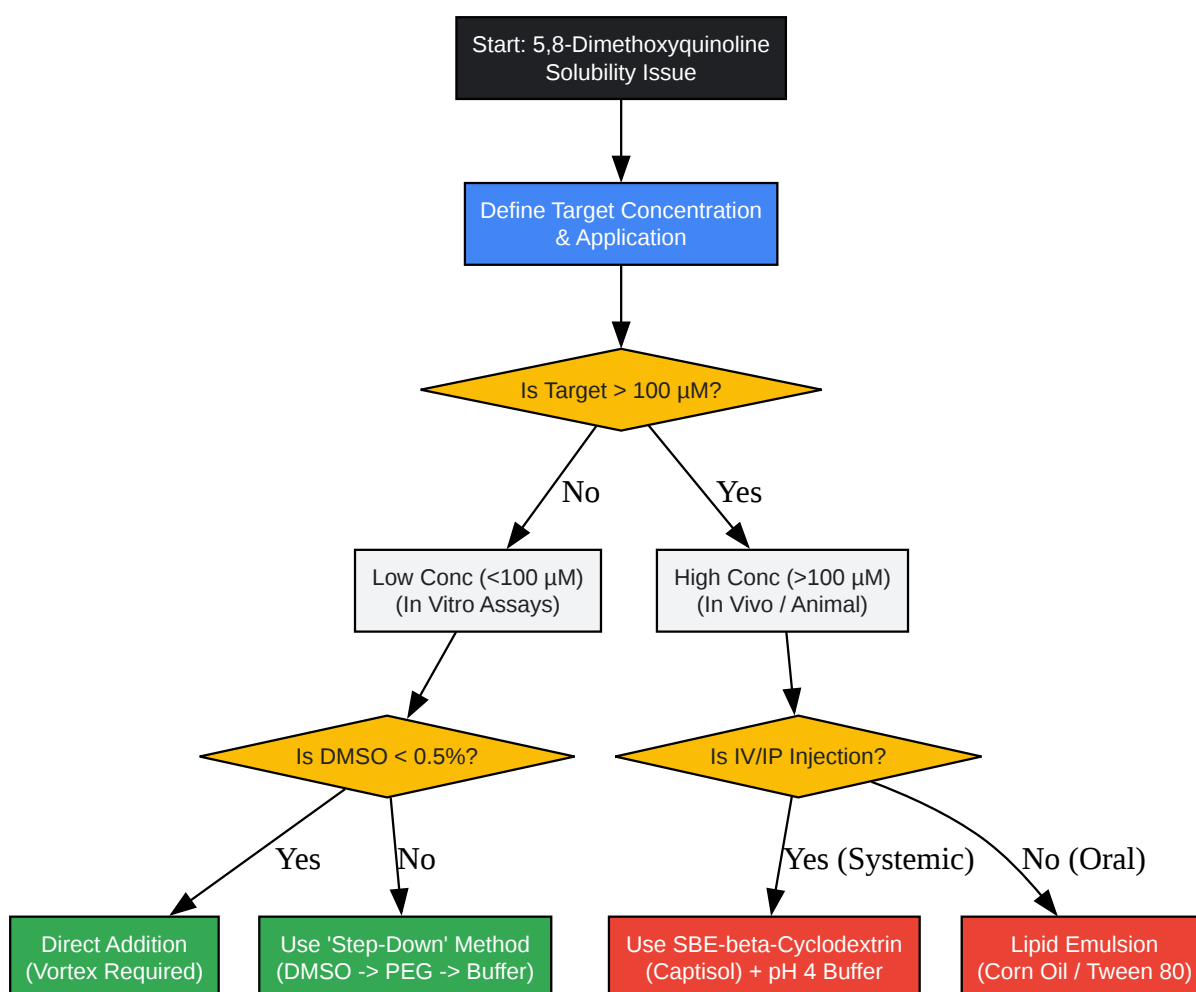 Start: 5,8-Dimethoxyquinoline
Solubility Issue
Define Target Concentration
& Application
Is Target > 100 µM?
No
Yes
Low Conc (<100 µM)
(In Vitro Assays)
High Conc (>100 µM)
(In Vivo / Animal)
Is DMSO < 0.5%?
Is IV/IP Injection?
Yes
No
Yes (Systemic)
No (Oral)
Direct Addition
(Vortex Required)
Use 'Step-Down' Method
(DMSO -> PEG -> Buffer)
Use SBE-beta-Cyclodextrin
(Captisol) + pH 4 Buffer
Lipid Emulsion
(Corn Oil / Tween 80)